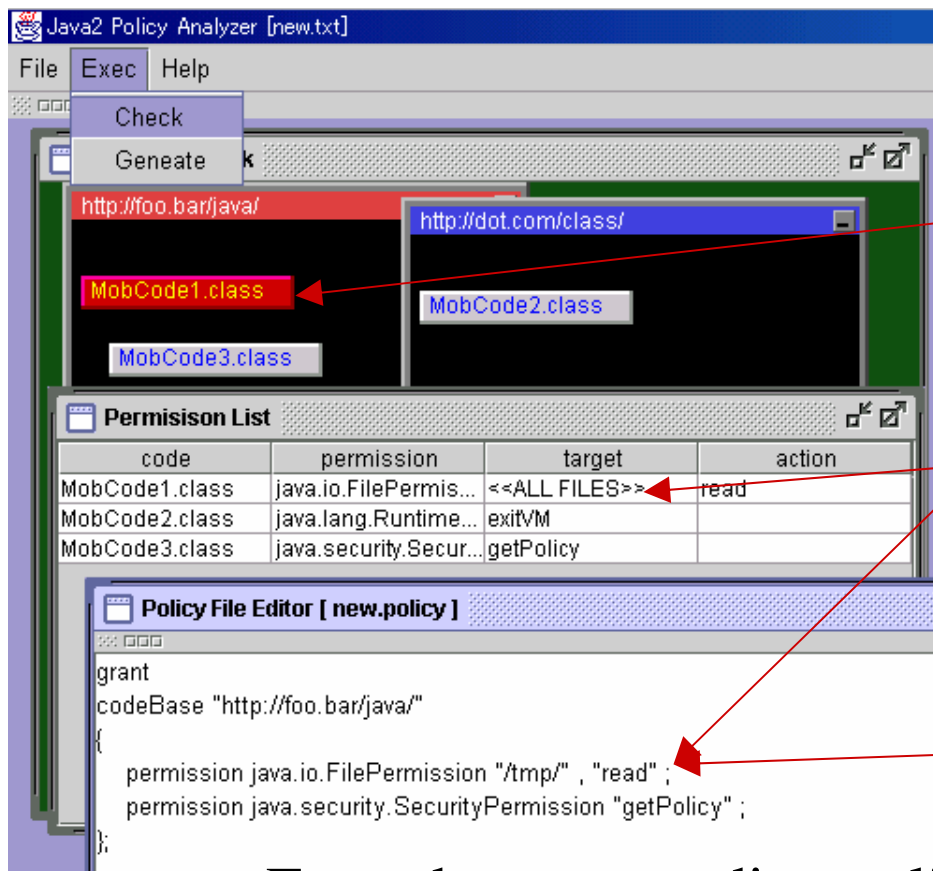 Java2 Policy Analyzer [new.txt]
File Exec Help
Check
Geneate
k
http://foo.bar/java/
http://dot.com/class/
MobCode1.class
MobCode2.class
MobCode3.class
Permisison List
code permission target action
MobCode1.class java.io.FilePermis... <<ALL FILES>> read
MobCode2.class java.lang.Runtime... exitVM
MobCode3.class java.security.Secur... getPolicy
Policy File Editor [ new.policy ]
grant
codeBase "http://foo.bar/java/"
{
permission java.io.FilePermission "/tmp/" , "read" ;
permission java.security.SecurityPermission "getPolicy" ;
};